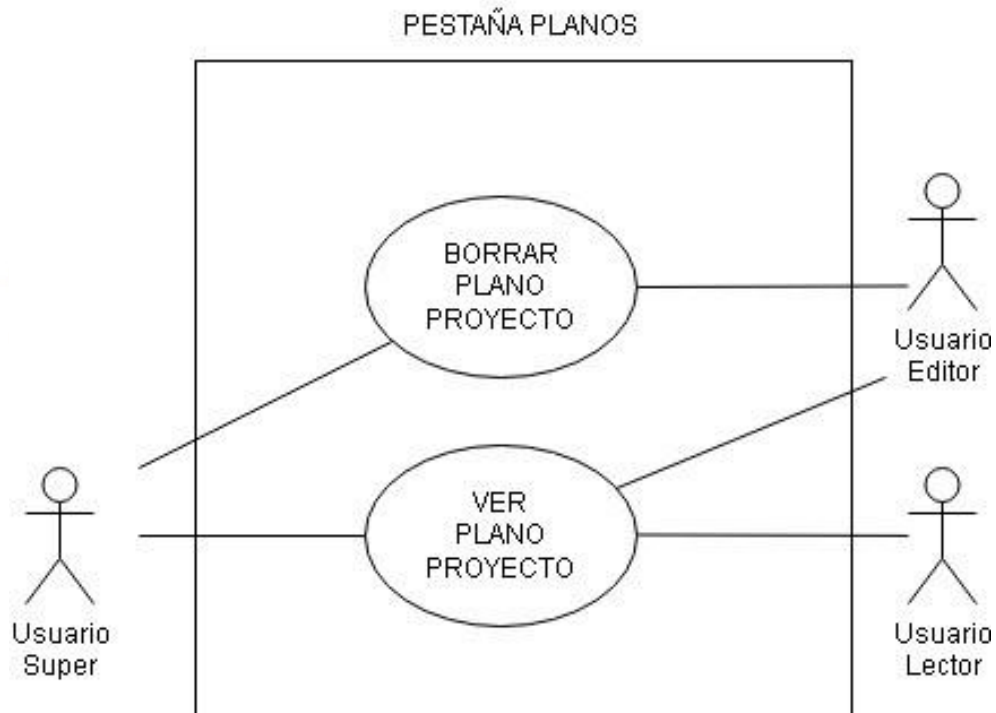 PESTAÑA PLANOS
BORRAR
PLANO
PROYECTO
Usuario
Editor
VER
PLANO
PROYECTO
Usuario
Super
Usuario
Lector